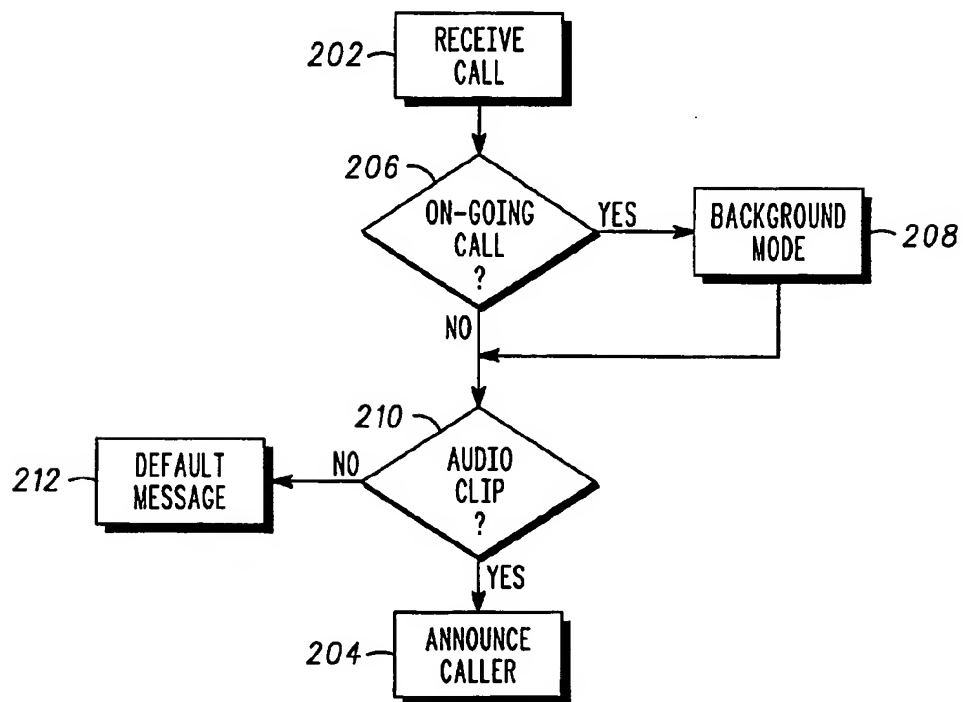 RECEIVE
CALL
202
206
ON-GOING
CALL
?
YES
BACKGROUND
MODE
208
NO
210
AUDIO
CLIP
?
NO
DEFAULT
MESSAGE
212
YES
ANNOUNCE
CALLER
204